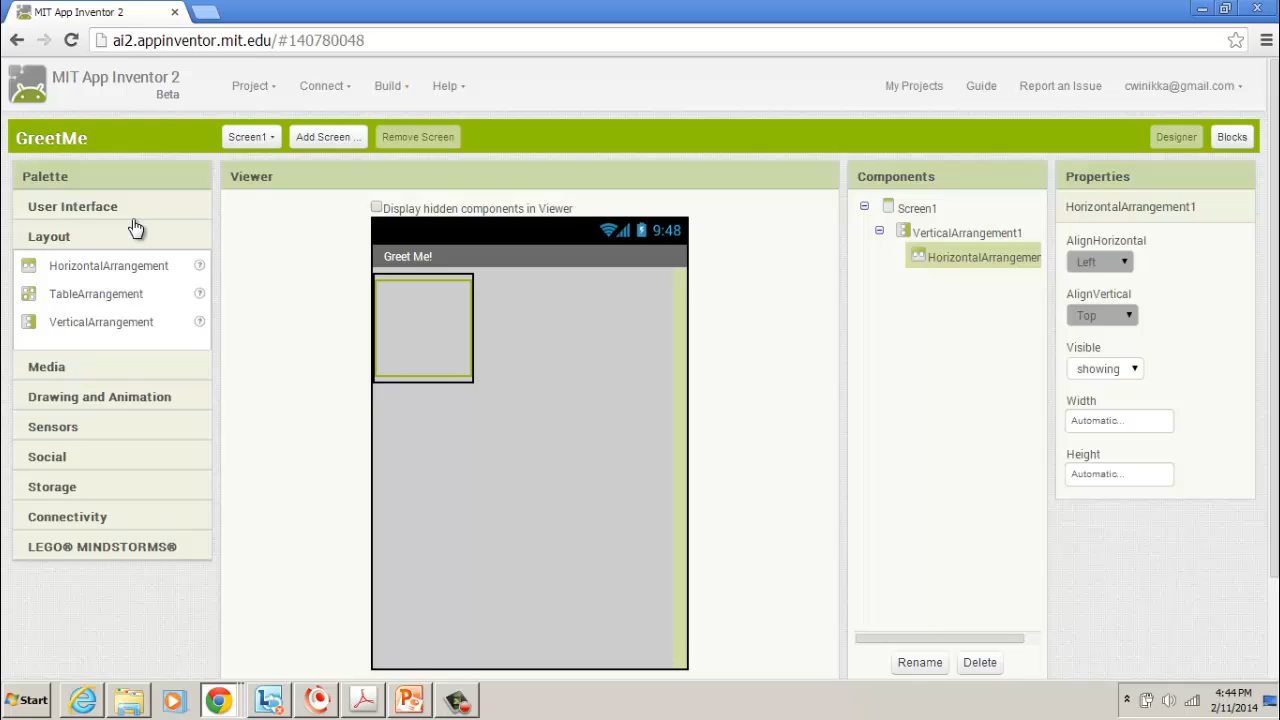 MIT App Inventor 2
ai2.appinventor.mit.edu/#140780048
MIT App Inventor 2
Beta
Project
Connect
Build
Help
My Projects
Guide
Report an Issue
cwinikka@gmail.com
GreetMe
Screen1
Add Screen ...
Remove Screen
Designer
Blocks
Palette
User Interface
Layout
HorizontalArrangement
?
TableArrangement
?
VerticalArrangement
?
Media
Drawing and Animation
Sensors
Social
Storage
Connectivity
LEGO® MINDSTORMS®
Viewer
Display hidden components in Viewer
9:48
Greet Me!
Components
Screen1
VerticalArrangement1
HorizontalArrangemer
Rename
Delete
Properties
HorizontalArrangement1
AlignHorizontal
Left
AlignVertical
Top
Visible
showing
Width
Automatic...
Height
Automatic...
Start
4:44 PM
2/11/2014